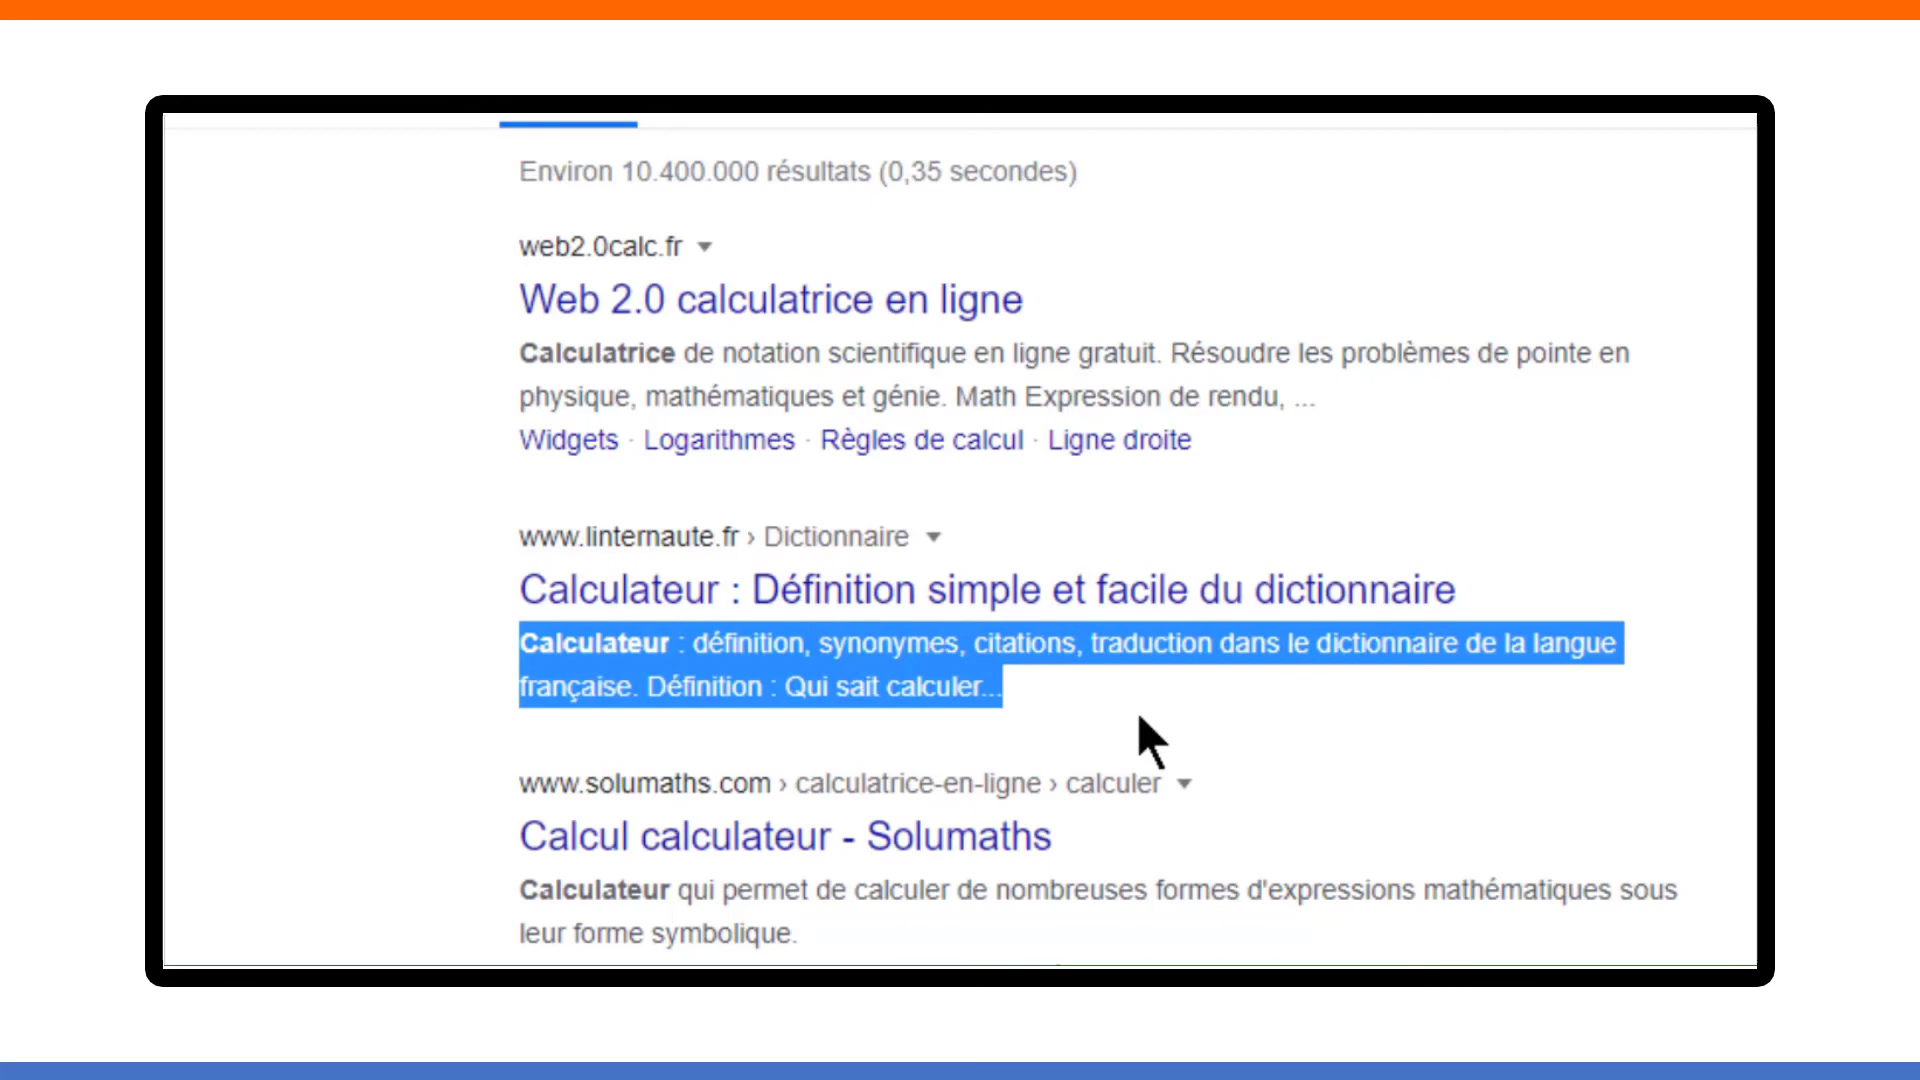 Environ 10.400.000 résultats (0,35 secondes)
web2.0calc.fr
Web 2.0 calculatrice en ligne
Calculatrice de notation scientifique en ligne gratuit. Résoudre les problèmes de pointe en
physique, mathématiques et génie. Math Expression de rendu, ...
Widgets · Logarithmes · Règles de calcul · Ligne droite
www.linternaute.fr › Dictionnaire
Calculateur : Définition simple et facile du dictionnaire
Calculateur : définition, synonymes, citations, traduction dans le dictionnaire de la langue
française. Définition : Qui sait calculer...
www.solumaths.com › calculatrice-en-ligne › calculer
Calcul calculateur - Solumaths
Calculateur qui permet de calculer de nombreuses formes d'expressions mathématiques sous
leur forme symbolique.